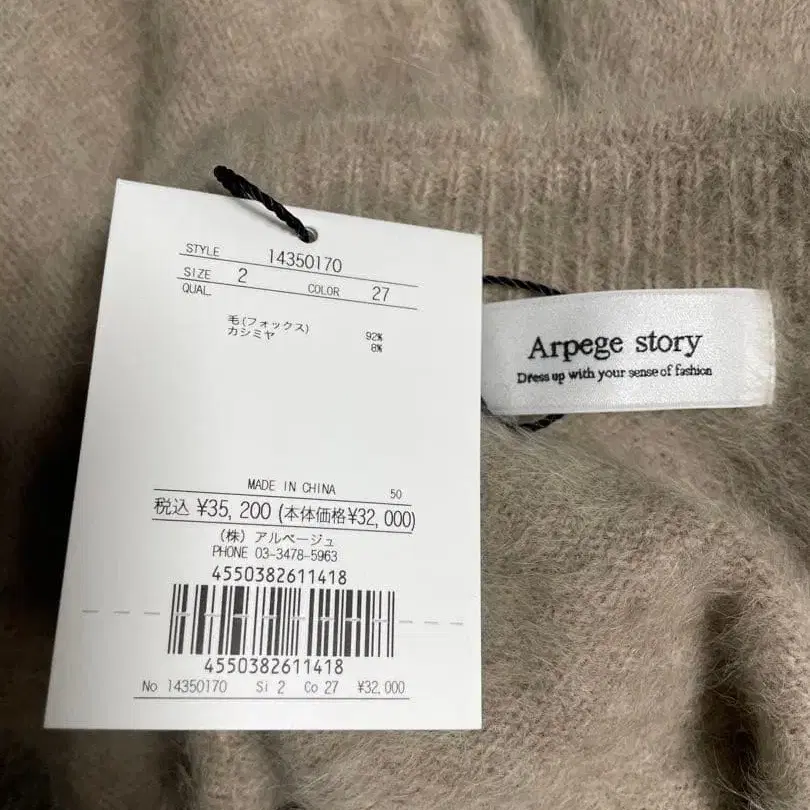 STYLE 14350170
SIZE 2 COLOR 27
QUAL.
毛(フォックス) 92%
カシミヤ 8%
MADE IN CHINA 50
税込 ¥35,200 (本体価格¥32,000)
(株) アルページュ
PHONE 03-3478-5963
4550382611418
4550382611418
No 14350170 Si 2 Co 27 ¥32,000
Arpege story
Dress up with your sense of fashion